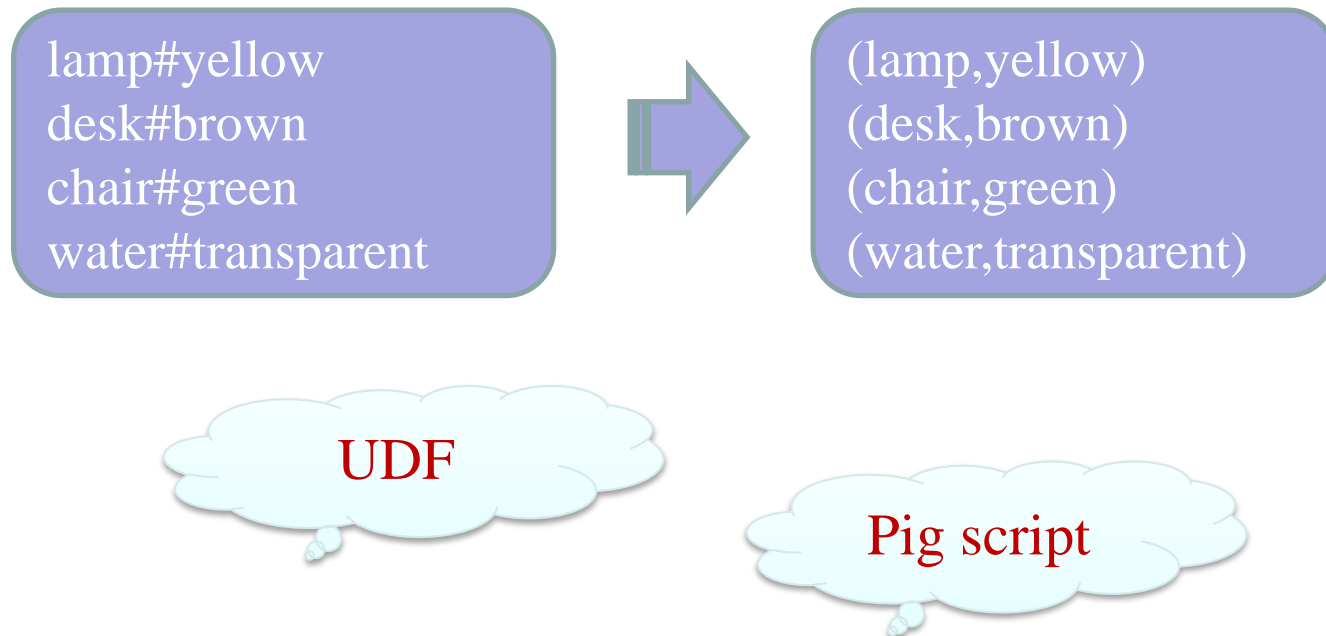 lamp#yellow
desk#brown
chair#green
water#transparent
(lamp,yellow)
(desk,brown)
(chair,green)
(water,transparent)
UDF
Pig script